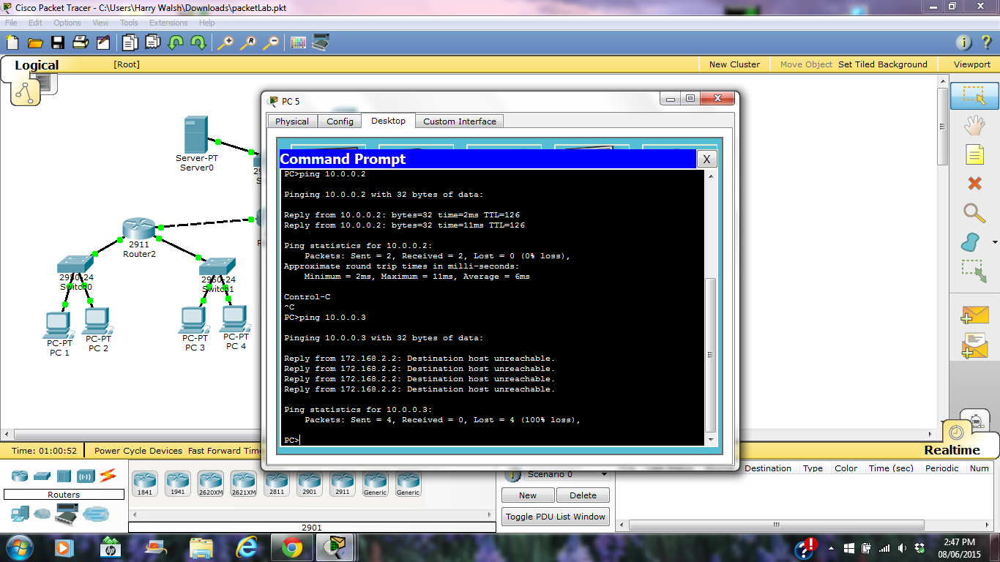 Cisco Packet Tracer - C:\Users\Harry Walsh\Downloads\packetLab.pkt
File Edit Options View Tools Extensions Help
Logical
[Root]
New Cluster
Move Object
Set Tiled Background
Viewport
PC 5
Physical
Config
Desktop
Custom Interface
Command Prompt
X
PC>ping 10.0.0.2
Pinging 10.0.0.2 with 32 bytes of data:
Reply from 10.0.0.2: bytes=32 time=2ms TTL=126
Reply from 10.0.0.2: bytes=32 time=11ms TTL=126
Ping statistics for 10.0.0.2:
Packets: Sent = 2, Received = 2, Lost = 0 (0% loss),
Approximate round trip times in milli-seconds:
Minimum = 2ms, Maximum = 11ms, Average = 6ms
Control-C
^C
PC>ping 10.0.0.3
Pinging 10.0.0.3 with 32 bytes of data:
Reply from 172.168.2.2: Destination host unreachable.
Reply from 172.168.2.2: Destination host unreachable.
Reply from 172.168.2.2: Destination host unreachable.
Reply from 172.168.2.2: Destination host unreachable.
Ping statistics for 10.0.0.3:
Packets: Sent = 4, Received = 0, Lost = 4 (100% loss),
PC>
Server-PT
Server0
2911
Router2
2950-24
Switch0
2950-24
Switch1
PC-PT
PC 1
PC-PT
PC 2
PC-PT
PC 3
PC-PT
PC 4
Time: 01:00:52
Power Cycle Devices
Fast Forward Time
Realtime
Routers
1841
1941
2620XM
2621XM
2811
2901
2911
Generic
Generic
2901
Scenario 0
New
Delete
Toggle PDU List Window
Destination
Type
Color
Time (sec)
Periodic
Num
2:47 PM
08/06/2015